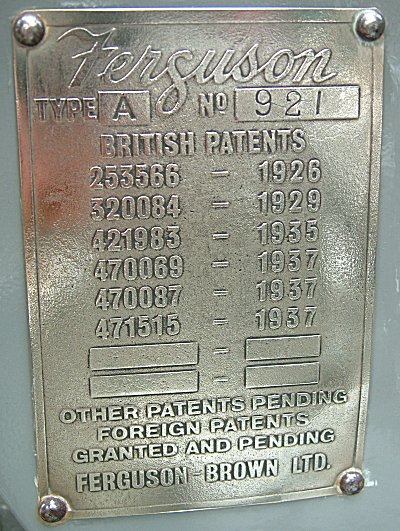 Ferguson
TYPE A Nº 921
BRITISH PATENTS
253566 - 1926
320084 - 1929
421983 - 1935
470069 - 1937
470087 - 1937
471515 - 1937
-
-
OTHER PATENTS PENDING
FOREIGN PATENTS
GRANTED AND PENDING
FERGUSON-BROWN LTD.